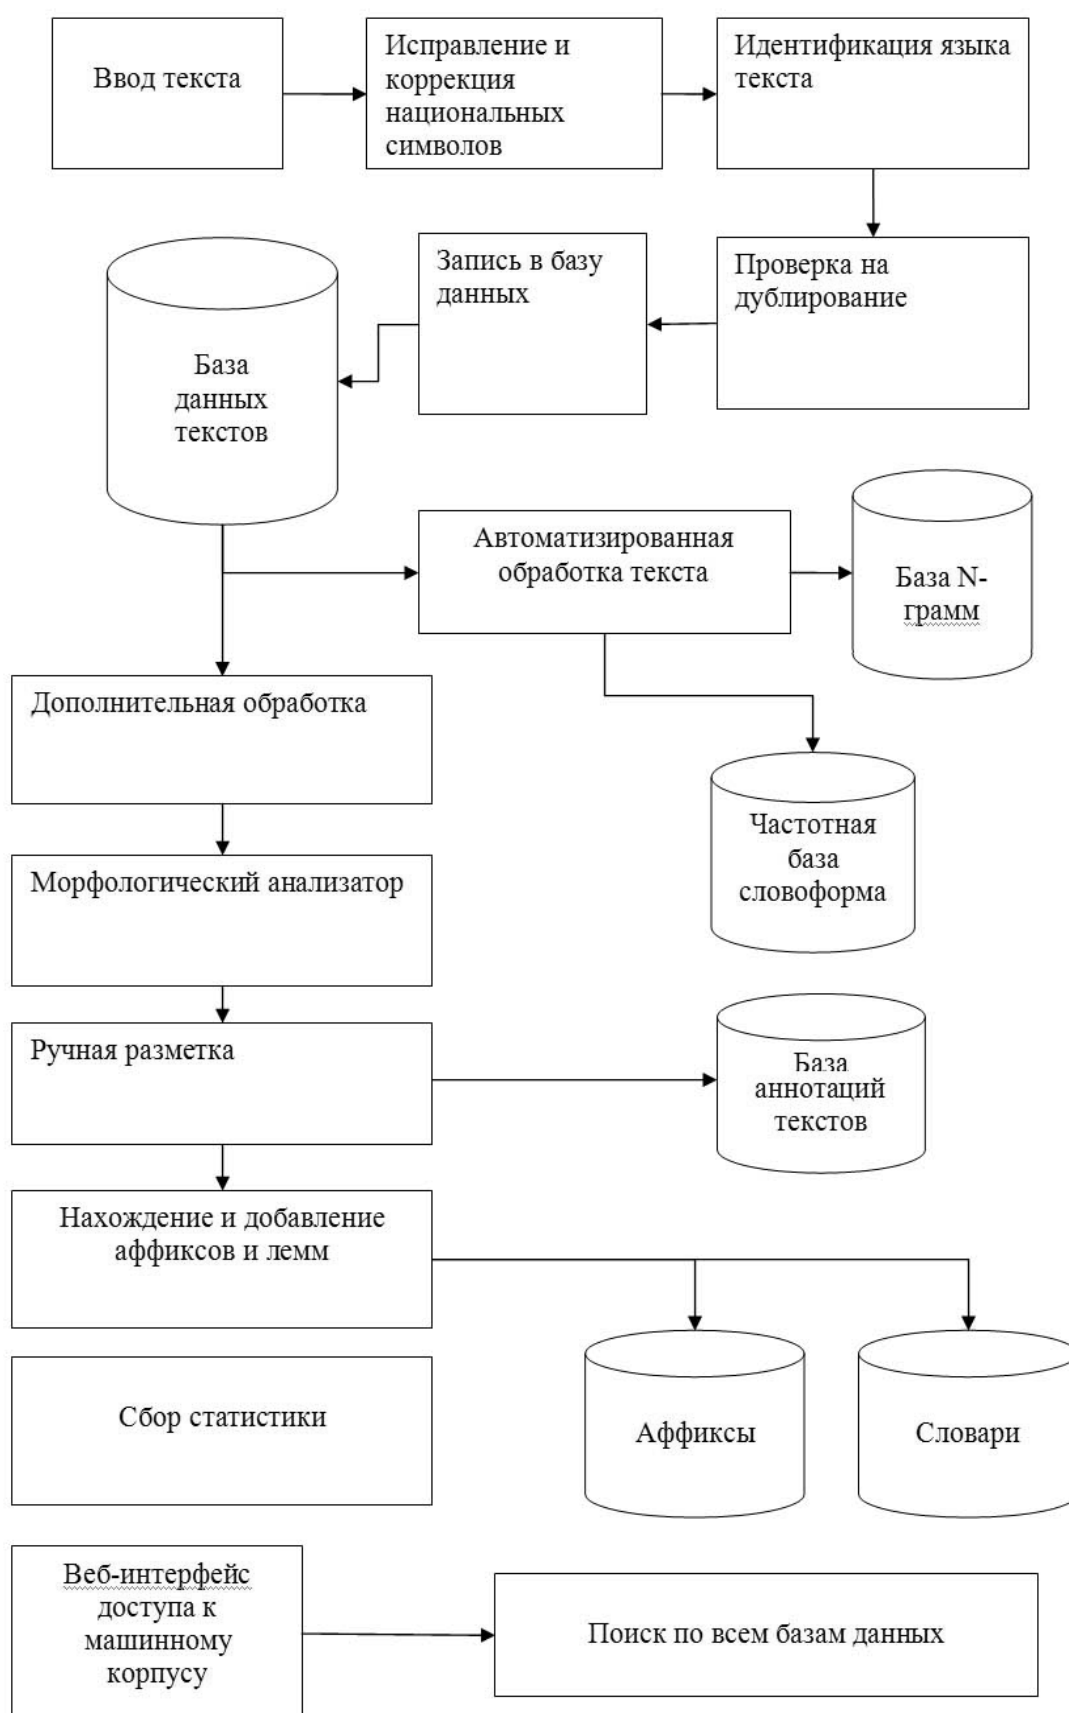 Ввод текста
Исправление и
коррекция
национальных
символов
Идентификация языка
текста
Проверка на
дублирование
Запись в базу
данных
База
данных
текстов
Автоматизированная
обработка текста
База N-
грамм
Дополнительная обработка
Частотная
база
словоформа
Морфологический анализатор
Ручная разметка
База
аннотаций
текстов
Нахождение и добавление
аффиксов и лемм
Аффиксы
Словари
Сбор статистики
Веб-интерфейс
доступа к
машинному
корпусу
Поиск по всем базам данных